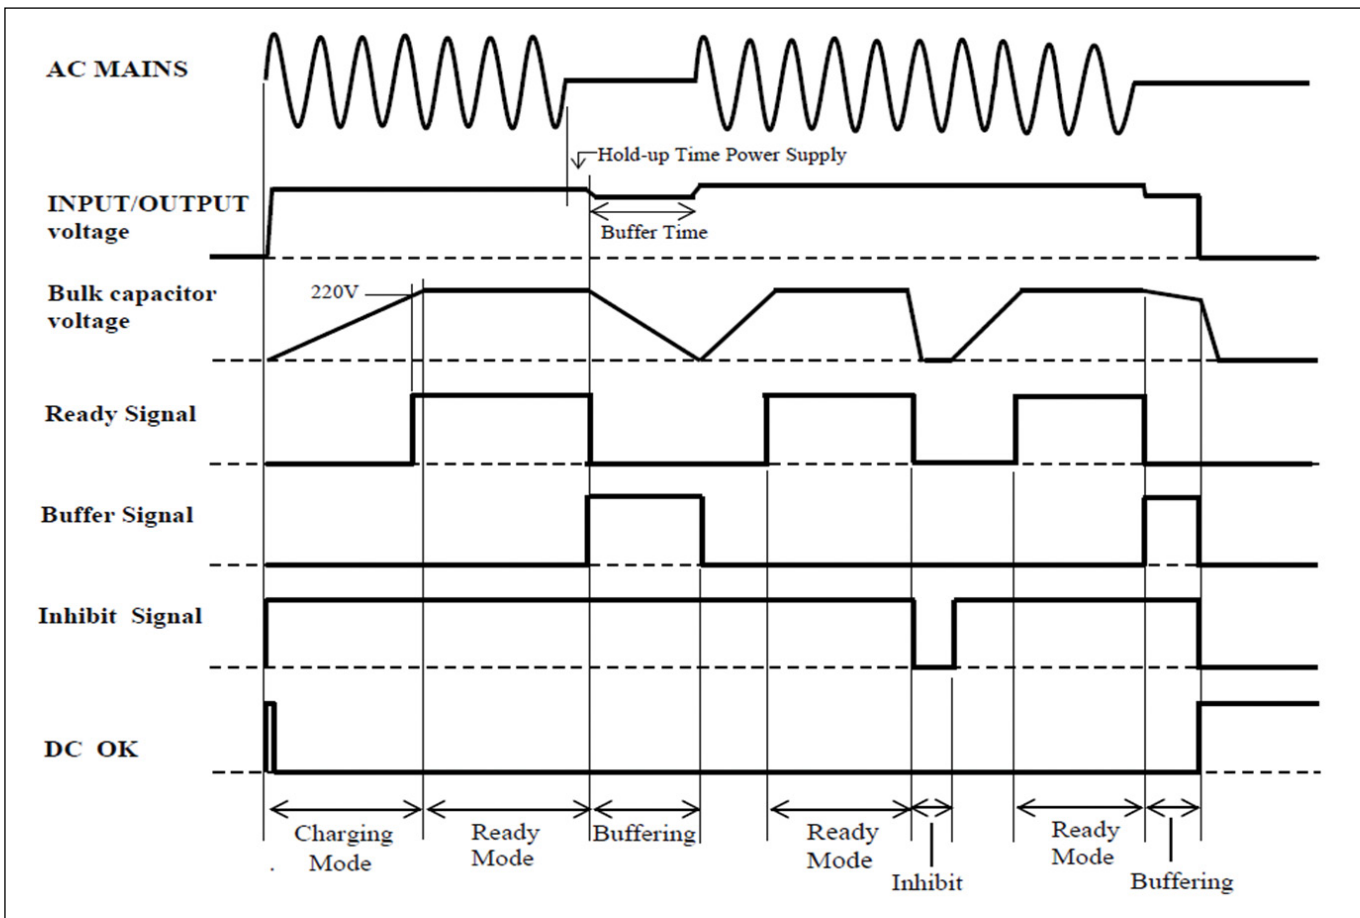 AC MAINS
Hold-up Time Power Supply
INPUT/OUTPUT
voltage
Buffer Time
Bulk capacitor
voltage
220V
Ready Signal
Buffer Signal
Inhibit Signal
DC OK
Charging
Mode
Ready
Mode
Buffering
Ready
Mode
Inhibit
Ready
Mode
Buffering